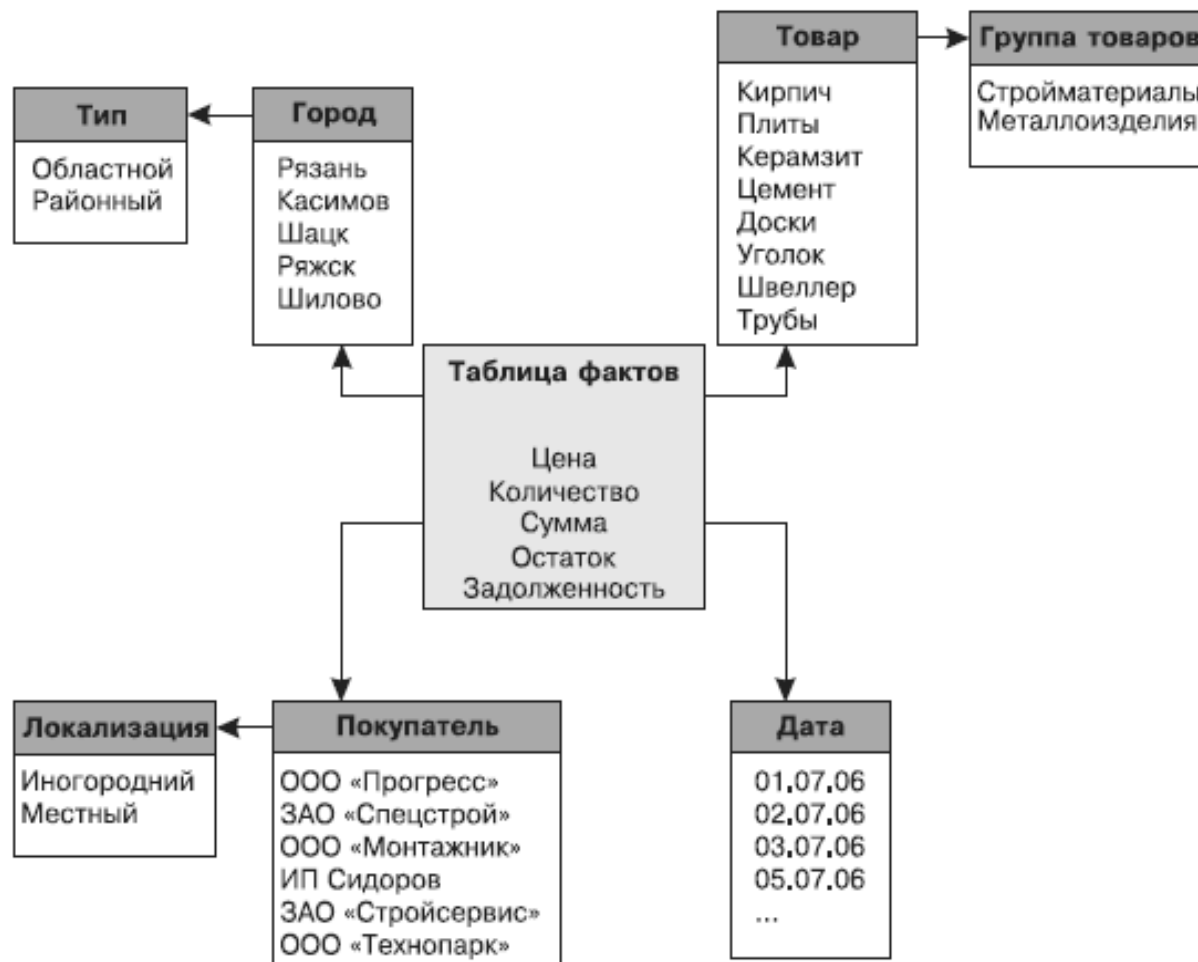 Товар
Кирпич
Плиты
Керамзит
Цемент
Доски
Уголок
Швеллер
Трубы
Группа товаров
Стройматериалы
Металлоизделия
Тип
Областной
Районный
Город
Рязань
Касимов
Шацк
Ряжск
Шилово
Таблица фактов
Цена
Количество
Сумма
Остаток
Задолженность
Локализация
Иногородний
Местный
Покупатель
ООО «Прогресс»
ЗАО «Спецстрой»
ООО «Монтажник»
ИП Сидоров
ЗАО «Стройсервис»
ООО «Технопарк»
Дата
01.07.06
02.07.06
03.07.06
05.07.06
...